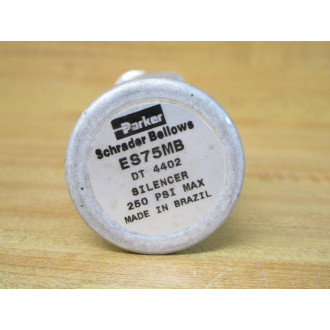 Parker
Schrader Bellows
ES75MB
DT 4402
SILENCER
250 PSI MAX
MADE IN BRAZIL